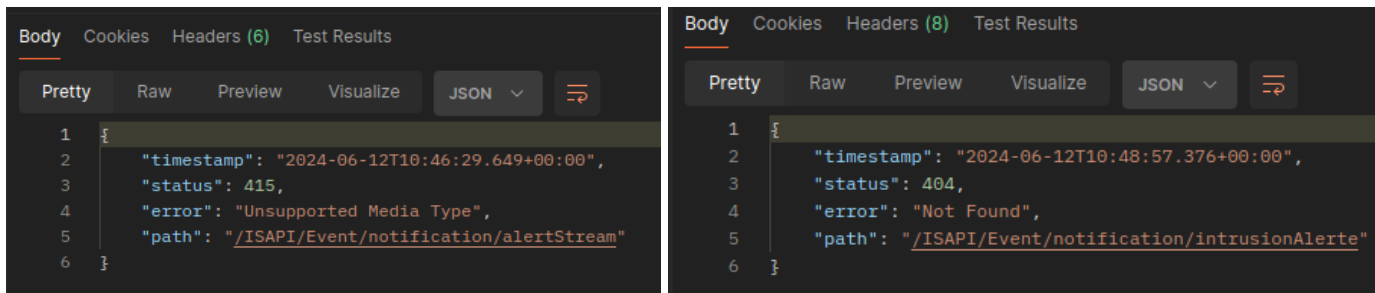 Body Cookies Headers (6) Test Results
Pretty Raw Preview Visualize JSON
1 {
2 "timestamp": "2024-06-12T10:46:29.649+00:00",
3 "status": 415,
4 "error": "Unsupported Media Type",
5 "path": "/ISAPI/Event/notification/alertStream"
6 }
Body Cookies Headers (8) Test Results
Pretty Raw Preview Visualize JSON
1 {
2 "timestamp": "2024-06-12T10:48:57.376+00:00",
3 "status": 404,
4 "error": "Not Found",
5 "path": "/ISAPI/Event/notification/intrusionAlerte"
6 }